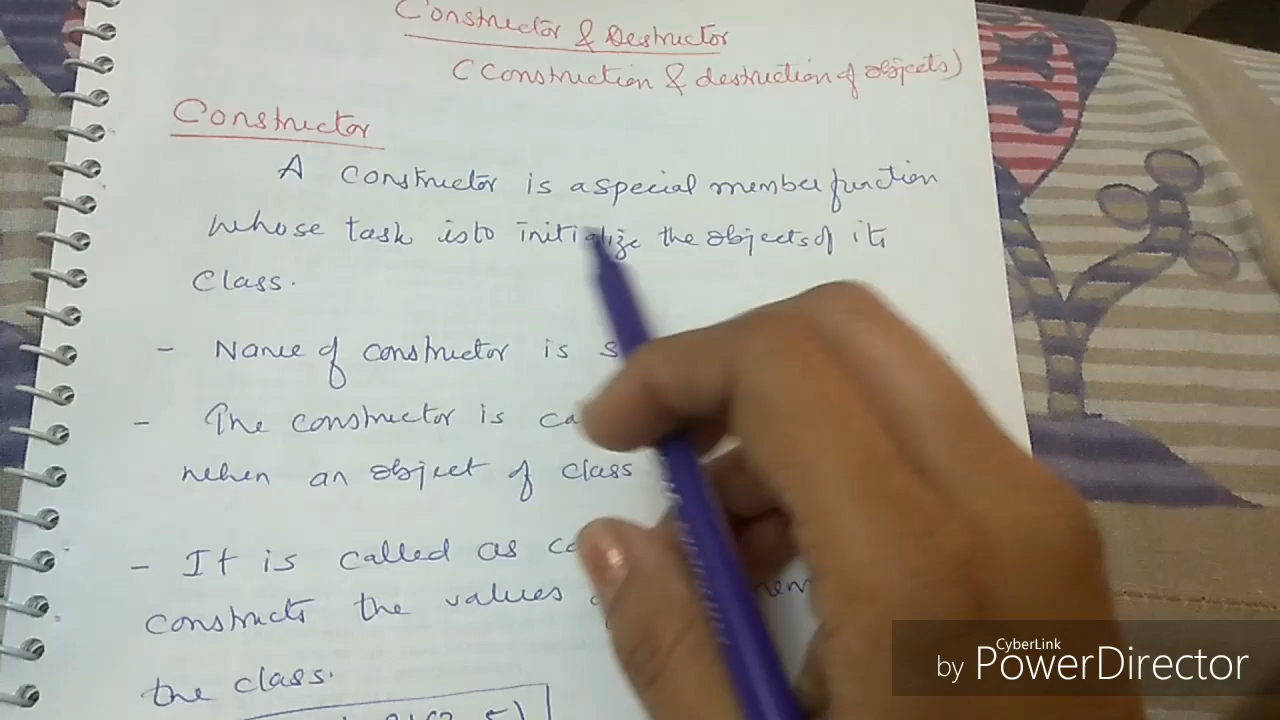 Constructor & Destructor
(Construction & destruction of objects)
Constructor
A constructor is a special member function
whose task is to initialize the objects of its
Class.
- Name of constructor is
- The constructor is
when an object of class
- It is called as
constructs the values
the class.
CyberLink
by PowerDirector